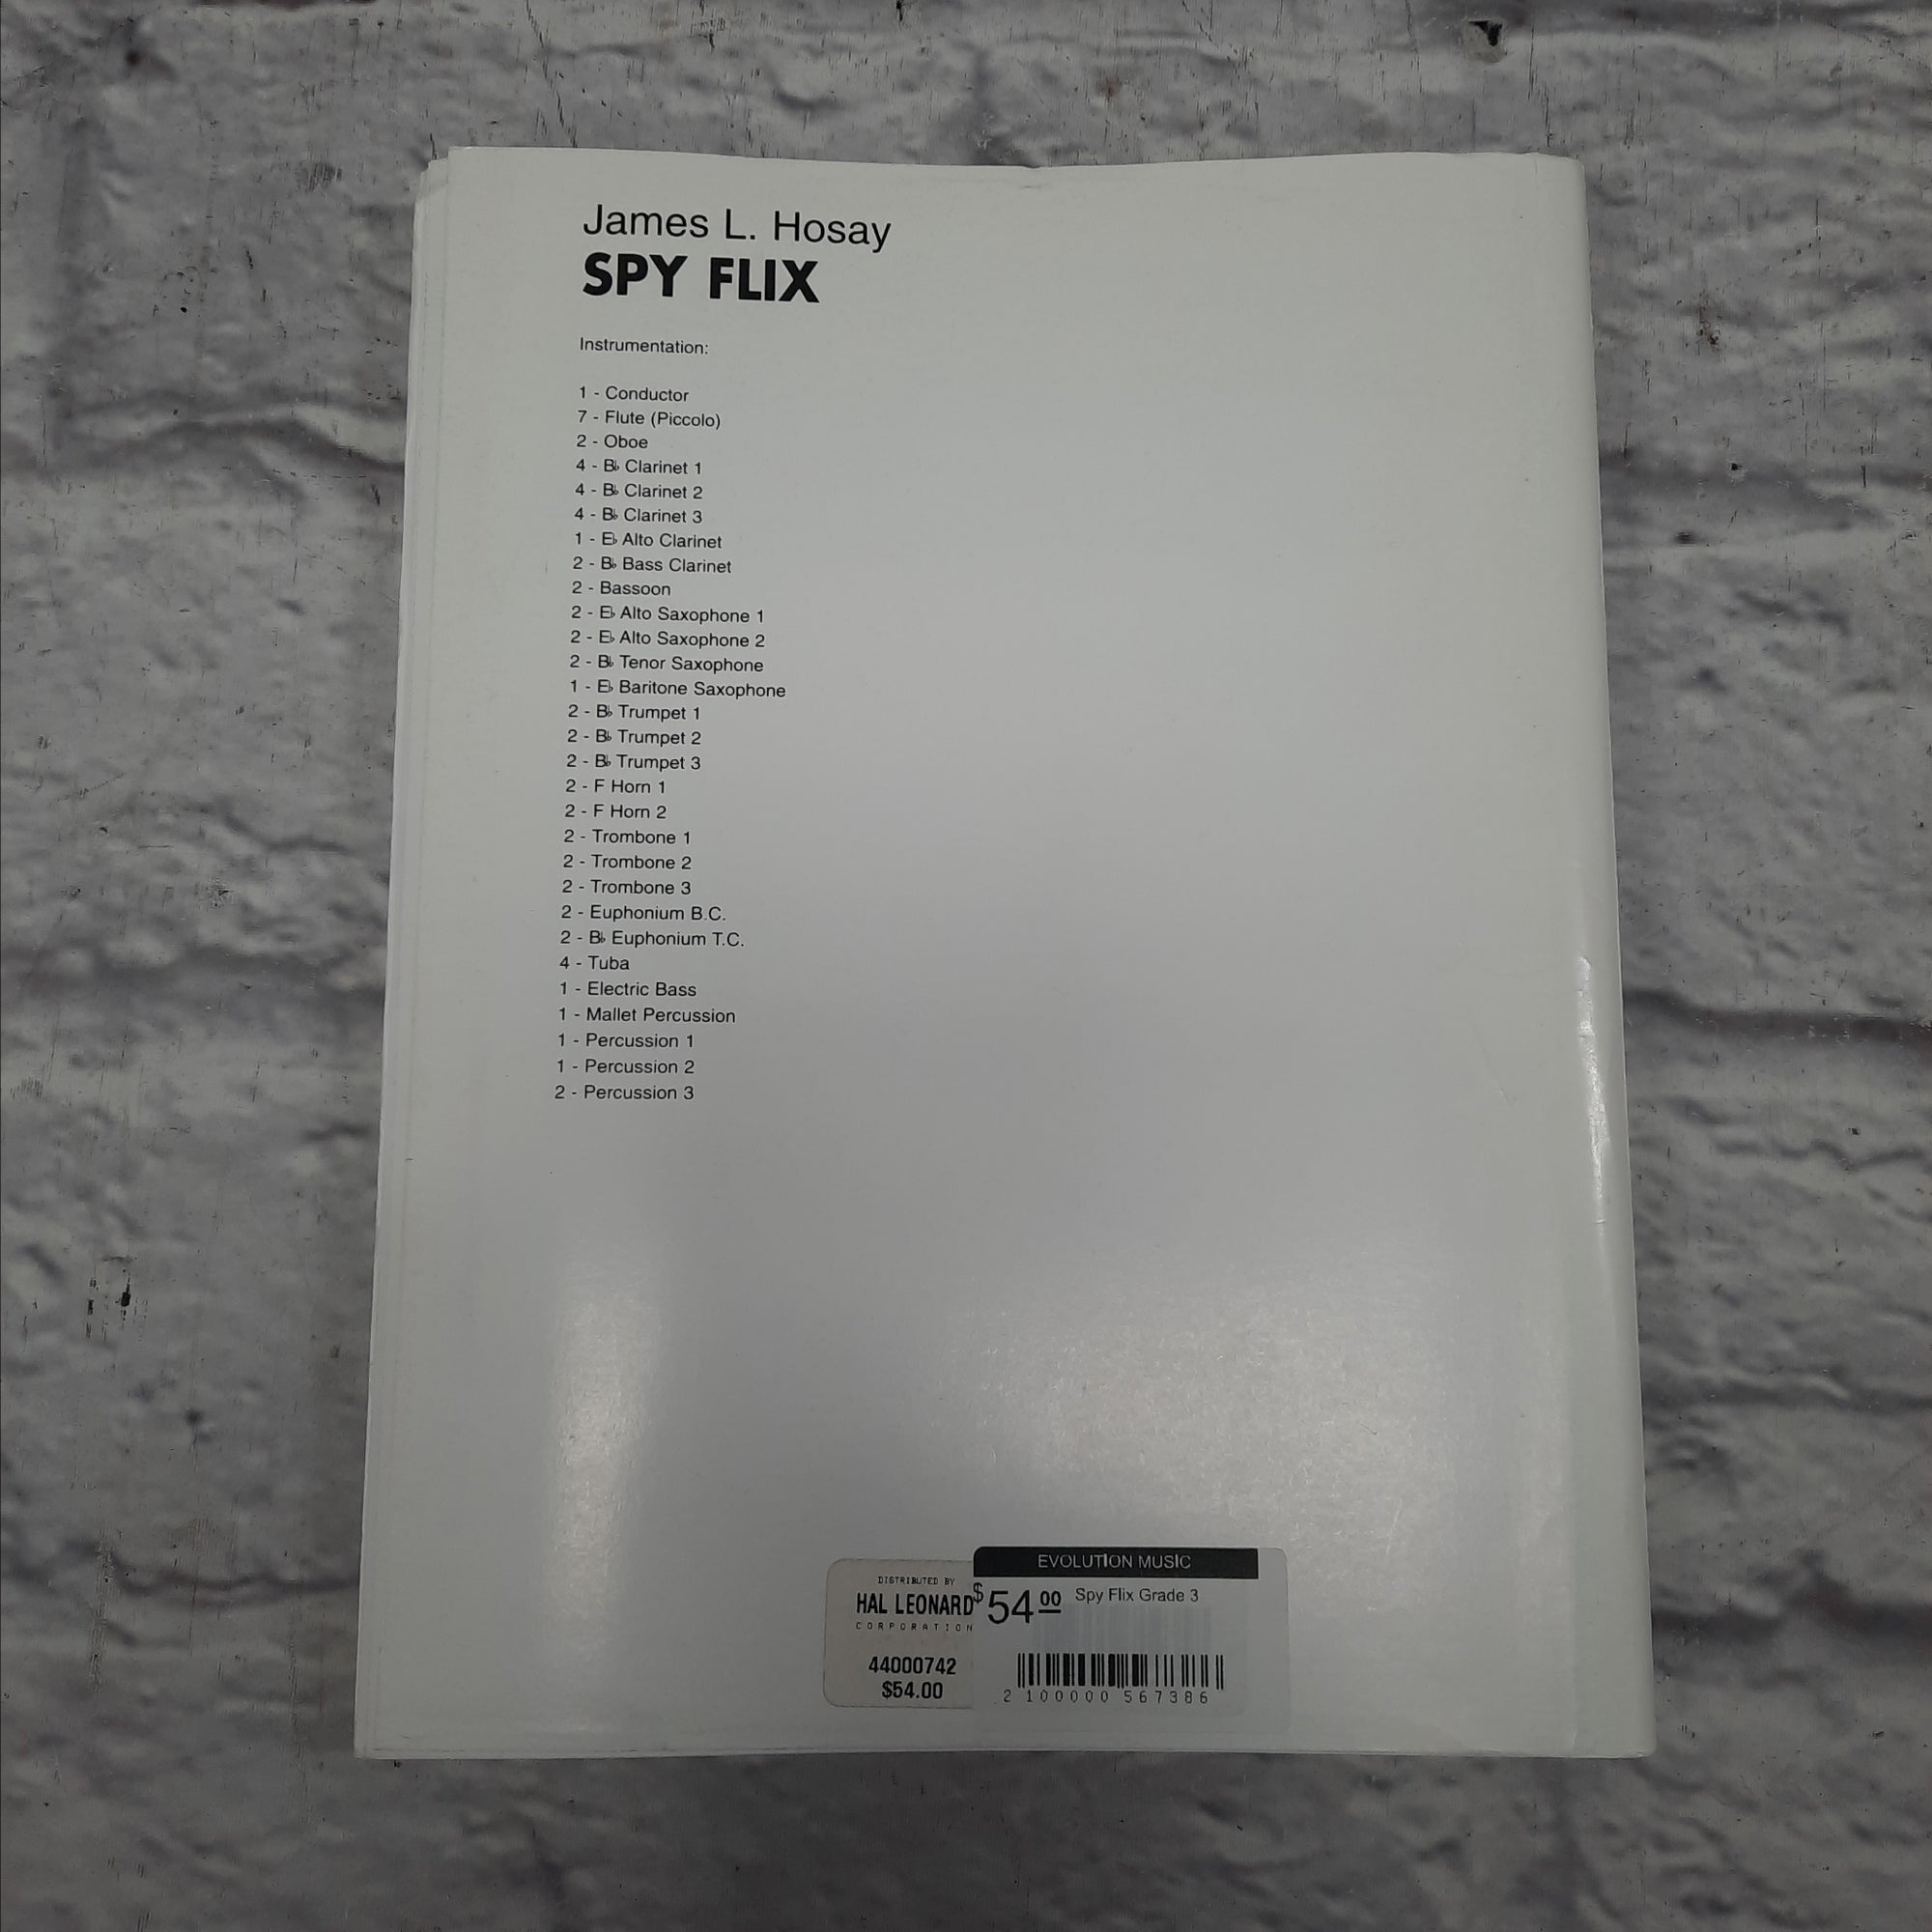 James L. Hosay
SPY FLIX
Instrumentation:
1 - Conductor
7 - Flute (Piccolo)
2 - Oboe
4 - B♭ Clarinet 1
4 - B♭ Clarinet 2
4 - B♭ Clarinet 3
1 - E♭ Alto Clarinet
2 - B♭ Bass Clarinet
2 - Bassoon
2 - E♭ Alto Saxophone 1
2 - E♭ Alto Saxophone 2
2 - B♭ Tenor Saxophone
1 - E♭ Baritone Saxophone
2 - B♭ Trumpet 1
2 - B♭ Trumpet 2
2 - B♭ Trumpet 3
2 - F Horn 1
2 - F Horn 2
2 - Trombone 1
2 - Trombone 2
2 - Trombone 3
2 - Euphonium B.C.
2 - B♭ Euphonium T.C.
4 - Tuba
1 - Electric Bass
1 - Mallet Percussion
1 - Percussion 1
1 - Percussion 2
2 - Percussion 3
DISTRIBUTED BY
HAL LEONARD
CORPORATION
44000742
$54.00
EVOLUTION MUSIC
$54.00 Spy Flix Grade 3
2 100000 567386